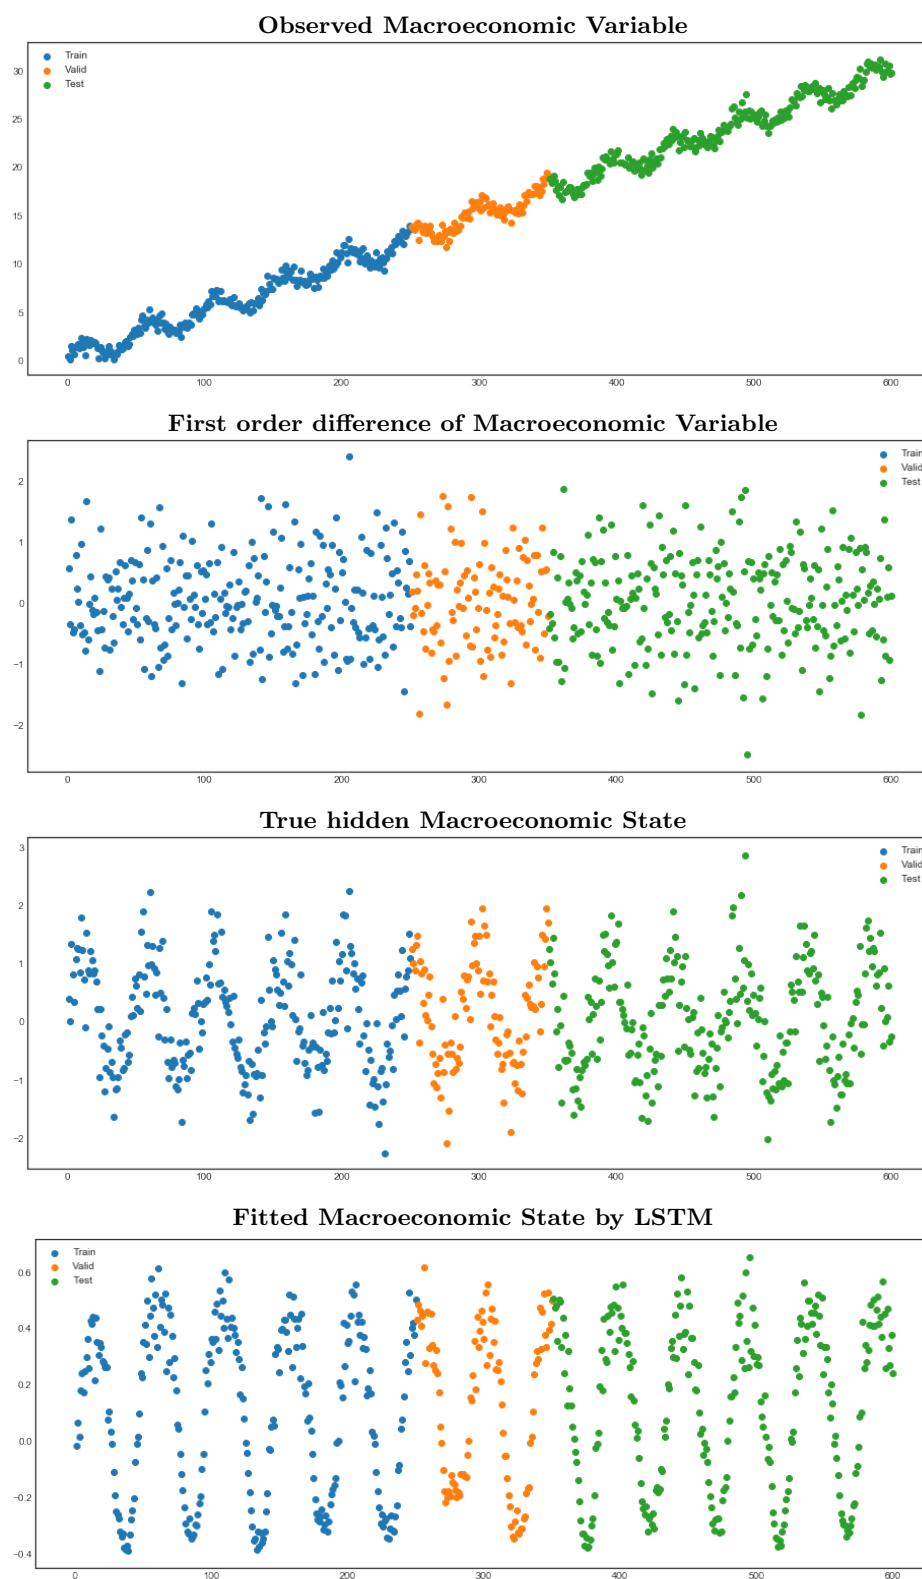 Observed Macroeconomic Variable
Train
Valid
Test
30
25
20
15
10
5
0
0 100 200 300 400 500 600
First order difference of Macroeconomic Variable
Train
Valid
Test
2
1
0
−1
−2
0 100 200 300 400 500 600
True hidden Macroeconomic State
Train
Valid
Test
3
2
1
0
−1
−2
0 100 200 300 400 500 600
Fitted Macroeconomic State by LSTM
Train
Valid
Test
0.6
0.4
0.2
0.0
−0.2
−0.4
0 100 200 300 400 500 600